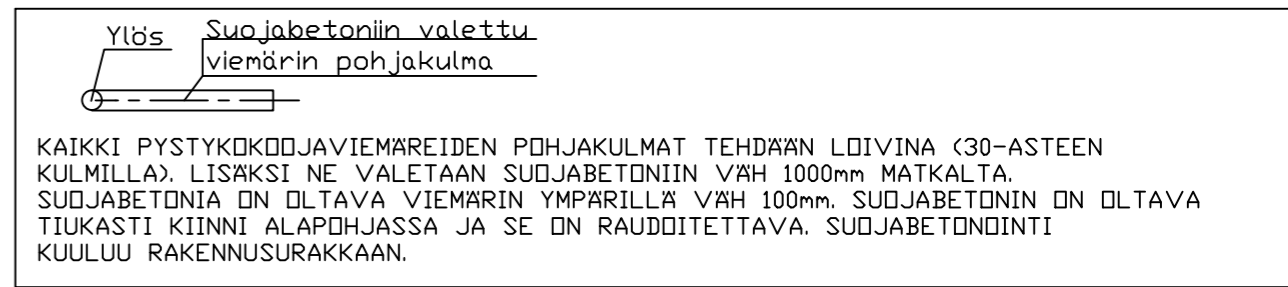 Ylös
Suojabetoniin valettu
viemärin pohjakulma
KAIKKI PYSTYKOKOOJAVIEMÄREIDEN POHJAKULMAT TEHDÄÄN LOIVINA (30-ASTEEN
KULMILLA). LISÄKSI NE VALETAAN SUOJABETONIIN VÄH 1000mm MATKALTA.
SUOJABETONIA ON OLTAVA VIEMÄRIN YMPÄRILLÄ VÄH 100mm. SUOJABETONIN ON OLTAVA
TIUKASTI KIINNI ALAPOHJASSA JA SE ON RAUDOITETTAVA. SUOJABETONOINTI
KUULUU RAKENNUSURAKKAAN.